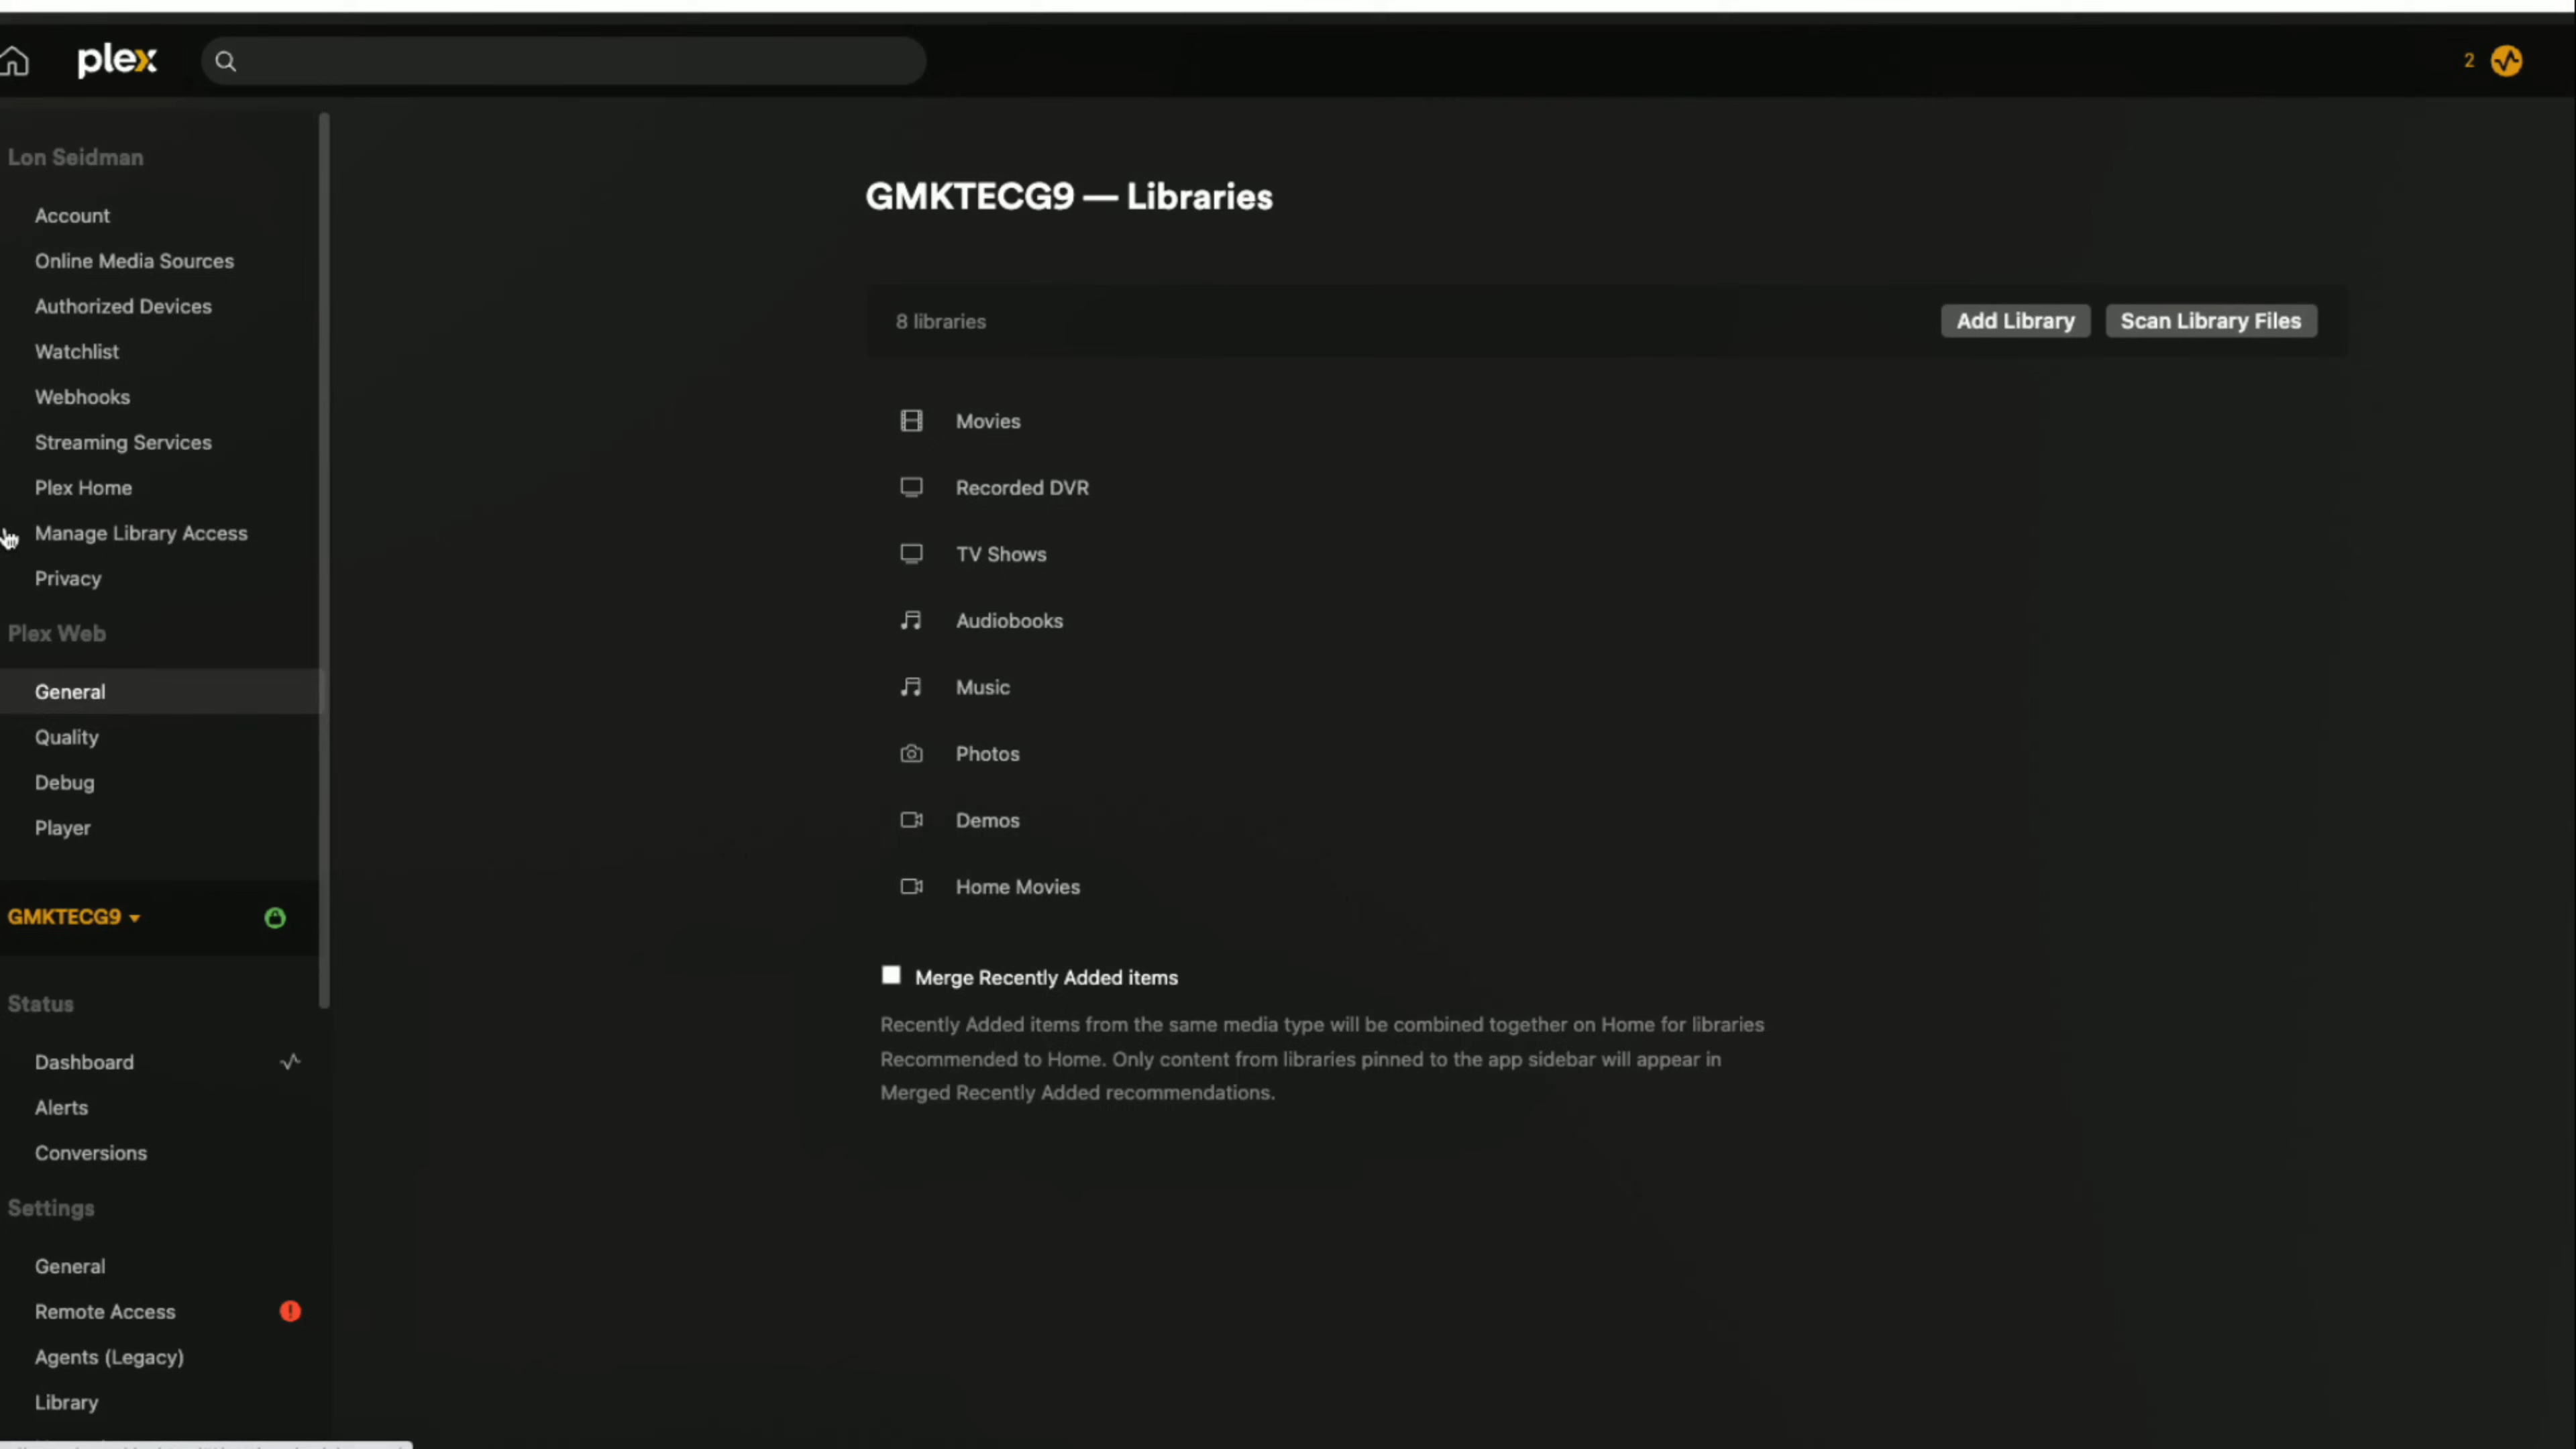 plex
2
Lon Seidman
Account
Online Media Sources
Authorized Devices
Watchlist
Webhooks
Streaming Services
Plex Home
Manage Library Access
Privacy
Plex Web
General
Quality
Debug
Player
GMKTECG9
Status
Dashboard
Alerts
Conversions
Settings
General
Remote Access
Agents (Legacy)
Library
GMKTECG9 — Libraries
8 libraries
Add Library
Scan Library Files
Movies
Recorded DVR
TV Shows
Audiobooks
Music
Photos
Demos
Home Movies
Merge Recently Added items
Recently Added items from the same media type will be combined together on Home for libraries
Recommended to Home. Only content from libraries pinned to the app sidebar will appear in
Merged Recently Added recommendations.